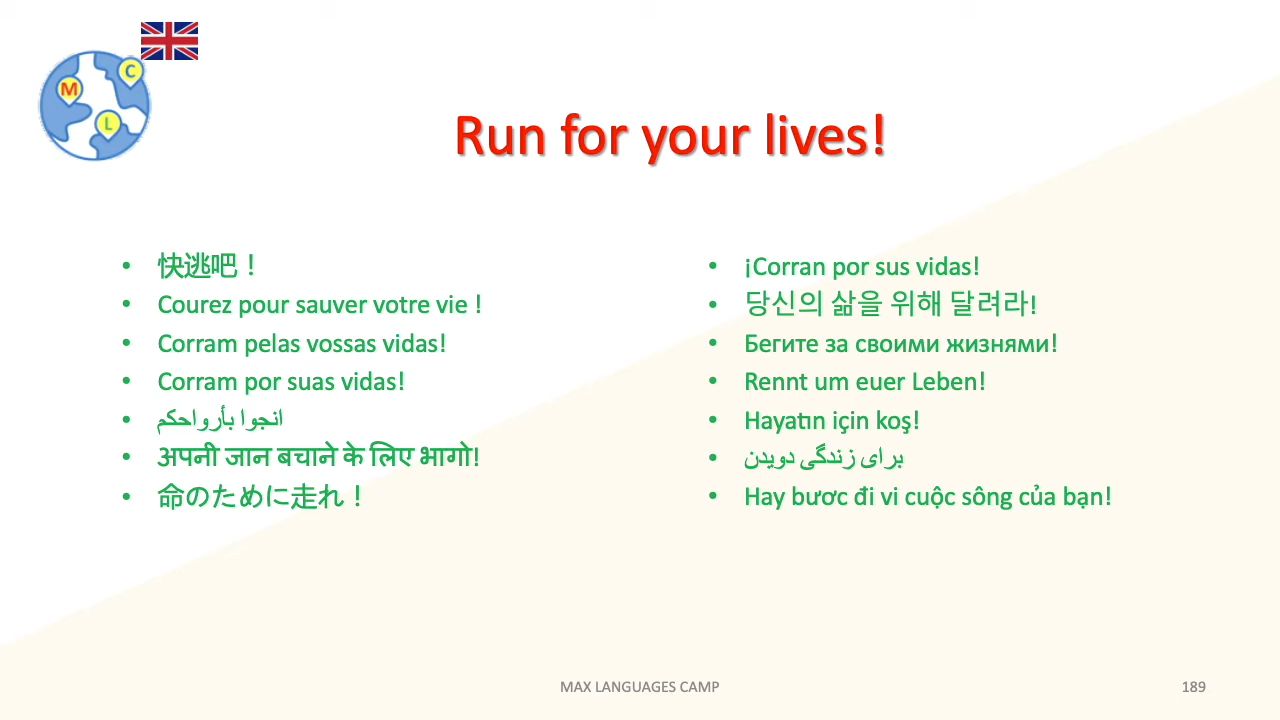 M
C
L
Run for your lives!
快逃吧！
Courez pour sauver votre vie !
Corram pelas vossas vidas!
Corram por suas vidas!
انجوا بأرواحكم
अपनी जान बचाने के लिए भागो!
命のために走れ！
¡Corran por sus vidas!
당신의 삶을 위해 달려라!
Бегите за своими жизнями!
Rennt um euer Leben!
Hayatın için koş!
برای زندگی دویدن
Hay bươc đi vi cuộc sông của bạn!
MAX LANGUAGES CAMP
189